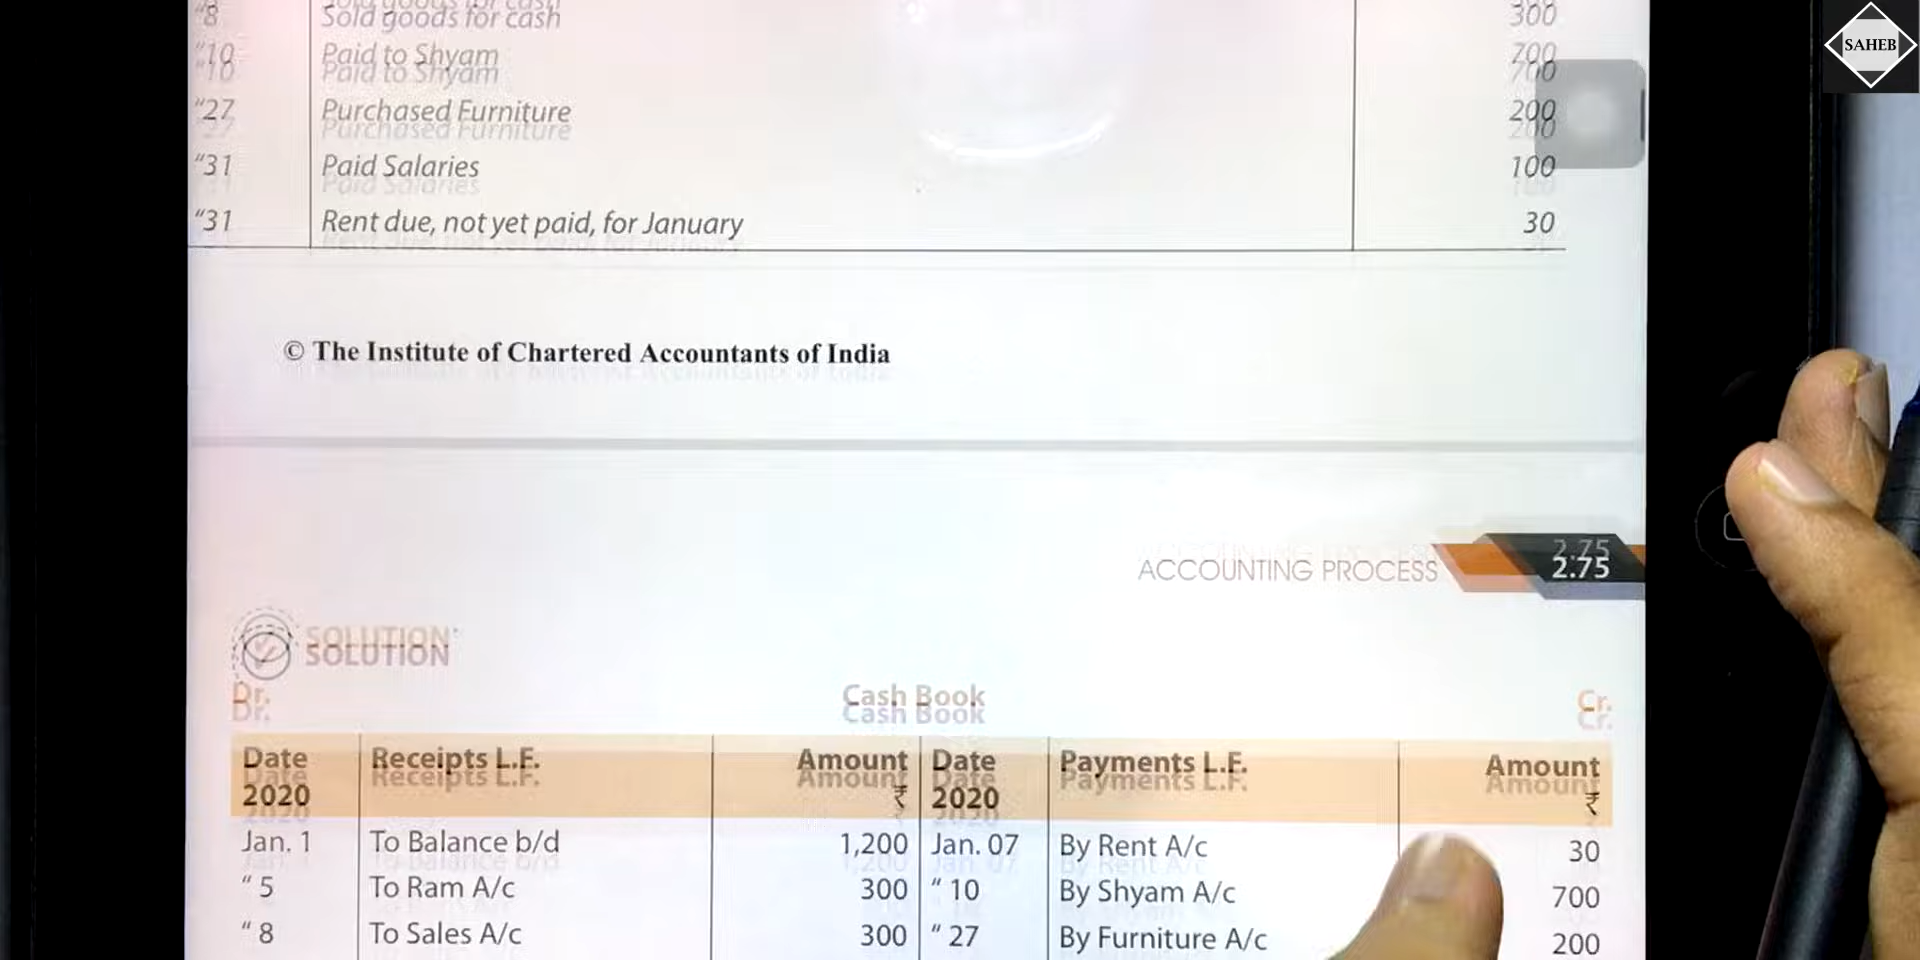 SAHEB
"8 Sold goods for cash 300
"10 Paid to Shyam 700
"27 Purchased Furniture 200
"31 Paid Salaries 100
"31 Rent due, not yet paid, for January 30
© The Institute of Chartered Accountants of India
ACCOUNTING PROCESS 2.75
SOLUTION
Dr. Cash Book Cr.
Date Receipts L.F. Amount Date Payments L.F. Amount
2020 ₹ 2020 ₹
Jan. 1 To Balance b/d 1,200 Jan. 07 By Rent A/c 30
" 5 To Ram A/c 300 " 10 By Shyam A/c 700
" 8 To Sales A/c 300 " 27 By Furniture A/c 200